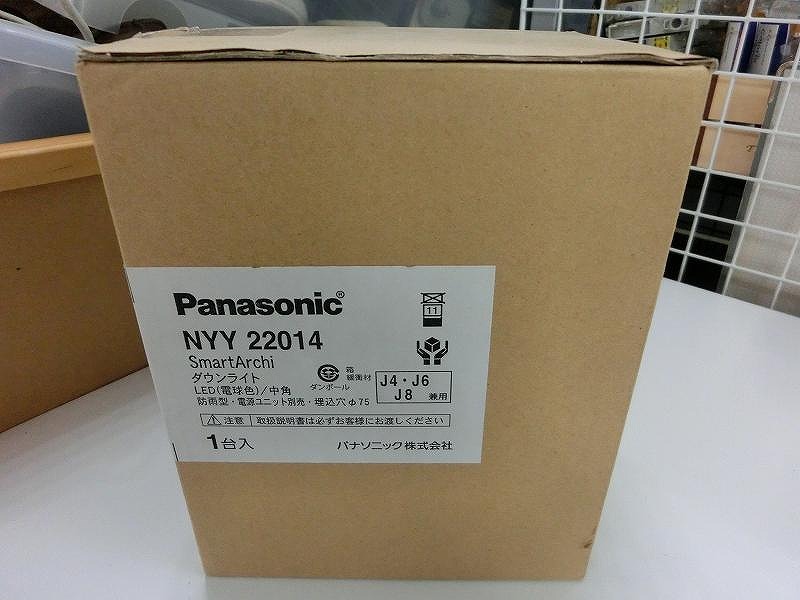 Panasonic®
NYY 22014
SmartArchi
ダウンライト
LED(電球色)/中角
防雨型・電源ユニット別売・埋込穴φ75
11
ダンボール
箱
緩衝材
J4・J6
J8 兼用
注意 取扱説明書は必ずお客様にお渡しください
1台入
パナソニック株式会社